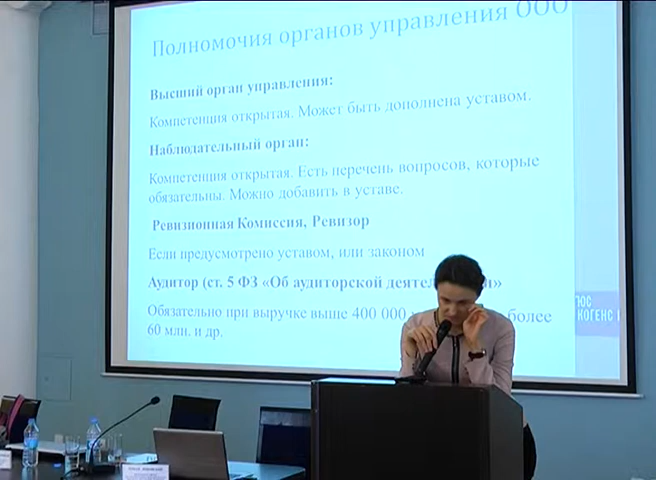 Полномочия органов управления ООО
Высший орган управления:
Компетенция открытая. Может быть дополнена уставом.
Наблюдательный орган:
Компетенция открытая. Есть перечень вопросов, которые
обязательны. Можно добавить в уставе.
Ревизионная Комиссия, Ревизор
Если предусмотрено уставом, или законом
Аудитор (ст. 5 ФЗ «Об аудиторской
Обязательно при выручке выше 400 000 более
60 млн. и др.